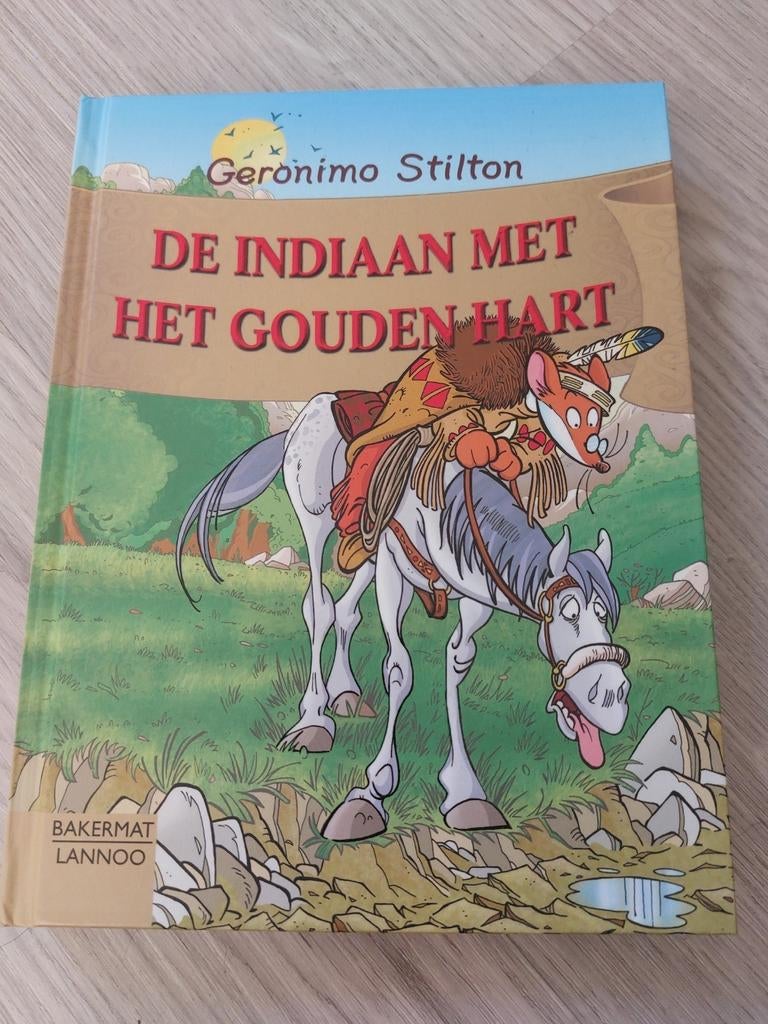 Geronimo Stilton
DE INDIAAN MET
HET GOUDEN HART
BAKERMAT
LANNOO